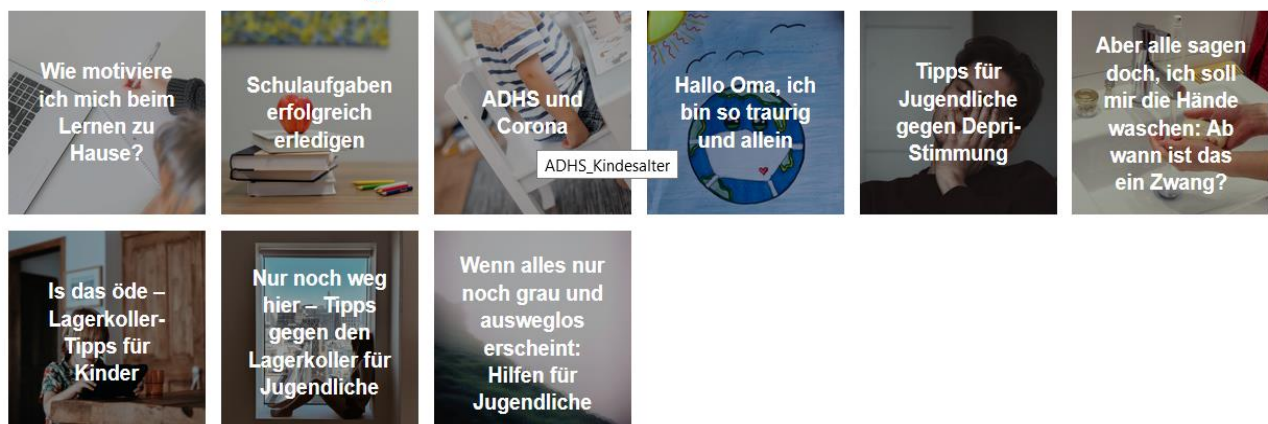 Wie motiviere
ich mich beim
Lernen zu
Hause?
Schulaufgaben
erfolgreich
erledigen
ADHS und
Corona
ADHS_Kindesalter
Hallo Oma, ich
bin so traurig
und allein
Tipps für
Jugendliche
gegen Depri-
Stimmung
Aber alle sagen
doch, ich soll
mir die Hände
waschen: Ab
wann ist das
ein Zwang?
Is das öde –
Lagerkoller-
Tipps für
Kinder
Nur noch weg
hier – Tipps
gegen den
Lagerkoller für
Jugendliche
Wenn alles nur
noch grau und
ausweglos
erscheint:
Hilfen für
Jugendliche